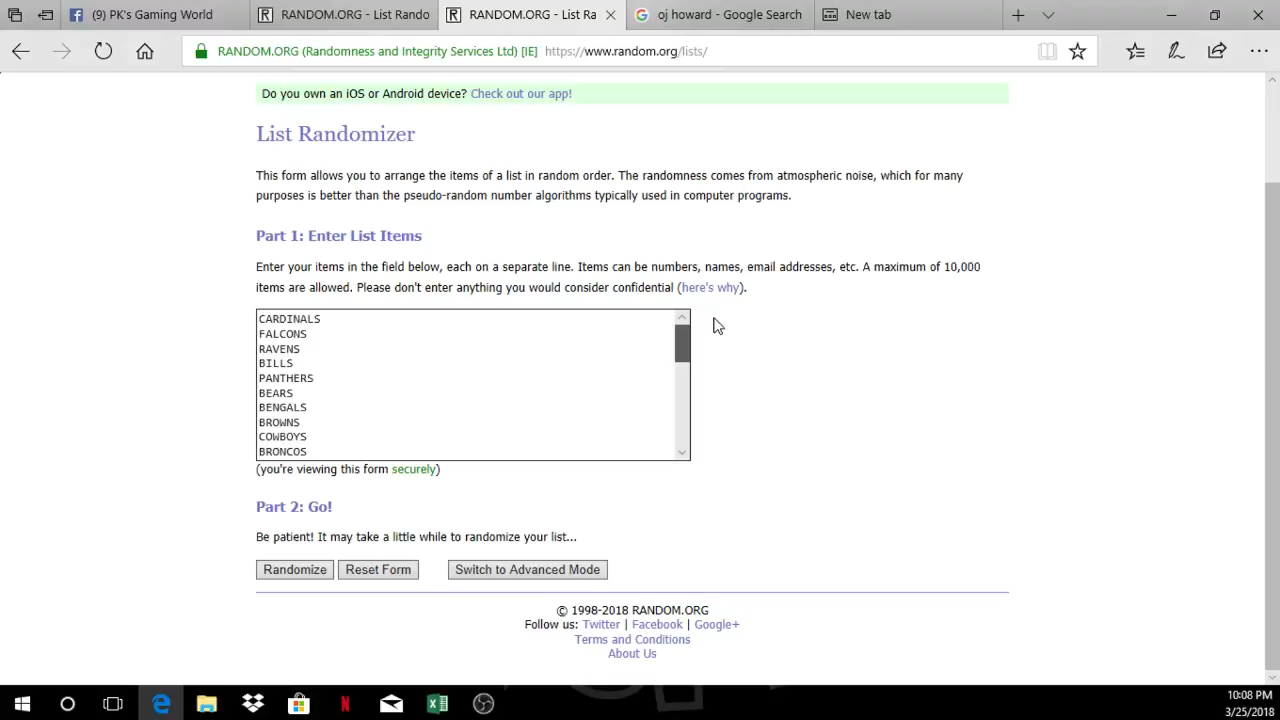 PK's Gaming World
RANDOM.ORG - List Rando
RANDOM.ORG - List Ra
oj howard - Google Search
New tab
RANDOM.ORG (Randomness and Integrity Services Ltd) [IE]
https://www.random.org/lists/
Do you own an iOS or Android device? Check out our app!
List Randomizer
This form allows you to arrange the items of a list in random order. The randomness comes from atmospheric noise, which for many
purposes is better than the pseudo-random number algorithms typically used in computer programs.
Part 1: Enter List Items
Enter your items in the field below, each on a separate line. Items can be numbers, names, email addresses, etc. A maximum of 10,000
items are allowed. Please don't enter anything you would consider confidential (here's why).
CARDINALS
FALCONS
RAVENS
BILLS
PANTHERS
BEARS
BENGALS
BROWNS
COWBOYS
BRONCOS
(you're viewing this form securely)
Part 2: Go!
Be patient! It may take a little while to randomize your list...
Randomize
Reset Form
Switch to Advanced Mode
© 1998-2018 RANDOM.ORG
Follow us: Twitter | Facebook | Google+
Terms and Conditions
About Us
10:08 PM
3/25/2018